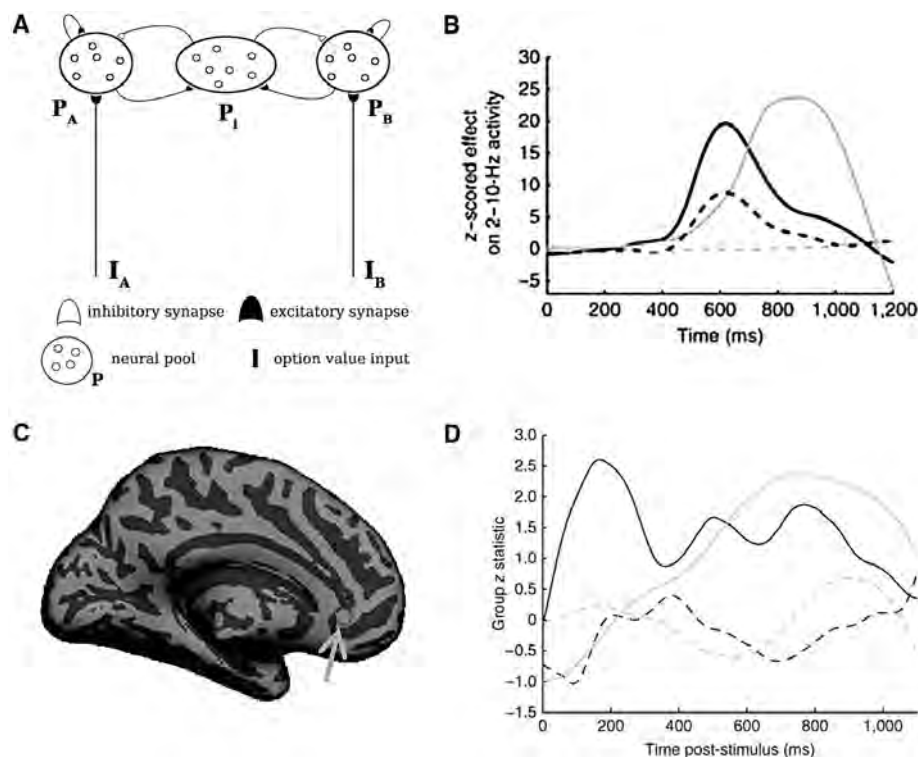 A
P_A
P_i
P_B
I_A
I_B
inhibitory synapse
excitatory synapse
neural pool
P
I option value input
B
z-scored effect
on 2–10-Hz activity
30
25
20
15
10
5
0
−5
0 200 400 600 800 1,000 1,200
Time (ms)
C
D
Group z statistic
3.0
2.5
2.0
1.5
1.0
0.5
0
−0.5
−1.0
−1.5
0 200 400 600 800 1,000
Time post-stimulus (ms)